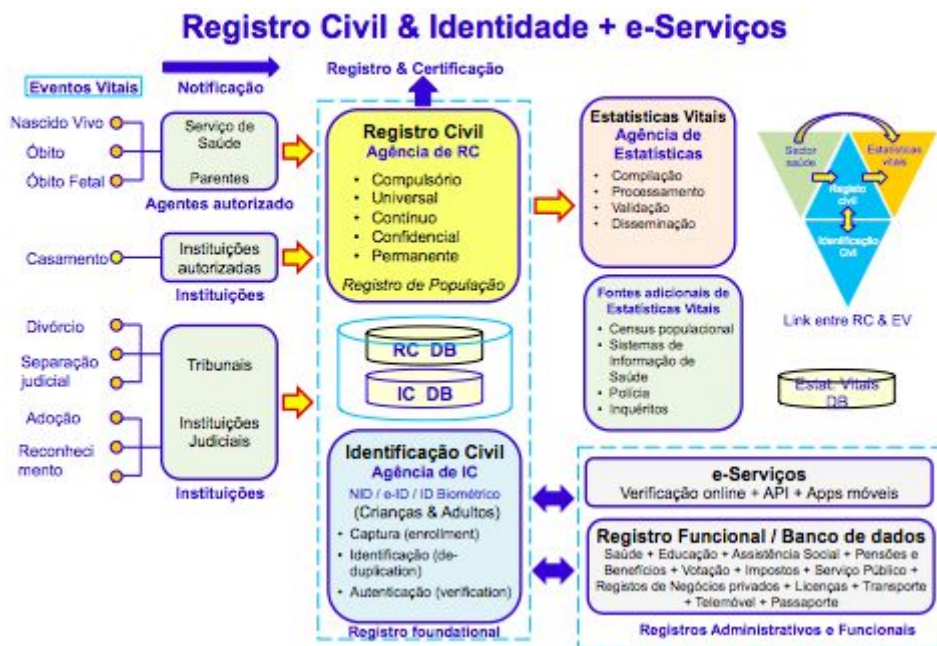 Registro Civil & Identidade + e-Serviços
Eventos Vitais
Notificação
Registro & Certificação
Nascido Vivo
Óbito
Óbito Fetal
Serviço de
Saúde
Parentes
Agentes autorizado
Casamento
Instituições
autorizadas
Instituições
Divórcio
Separação
judicial
Adoção
Reconheci
mento
Tribunais
Instituições
Judiciais
Instituições
Registro Civil
Agência de RC
• Compulsório
• Universal
• Contínuo
• Confidencial
• Permanente
Registro de População
RC DB
IC DB
Identificação Civil
Agência de IC
NID / e-ID / ID Biométrico
(Crianças & Adultos)
• Captura (enrollment)
• Identificação (de-
duplication)
• Autenticação (verification)
Registro foundational
Estatísticas Vitais
Agência de
Estatísticas
• Compilação
• Processamento
• Validação
• Disseminação
Fontes adicionais de
Estatísticas Vitais
• Census populacional
• Sistemas de
Informação de
Saúde
• Polícia
• Inquéritos
Sector
saúde
Estatísticas
vitais
Registo
civil
Identificação
Civil
Link entre RC & EV
Estat. Vitais
DB
e-Serviços
Verificação online + API + Apps móveis
Registro Funcional / Banco de dados
Saúde + Educação + Assistência Social + Pensões e
Benefícios + Votação + Impostos + Serviço Público +
Registos de Negócios privados + Licenças + Transporte
+ Telemóvel + Passaporte
Registros Administrativos e Funcionais